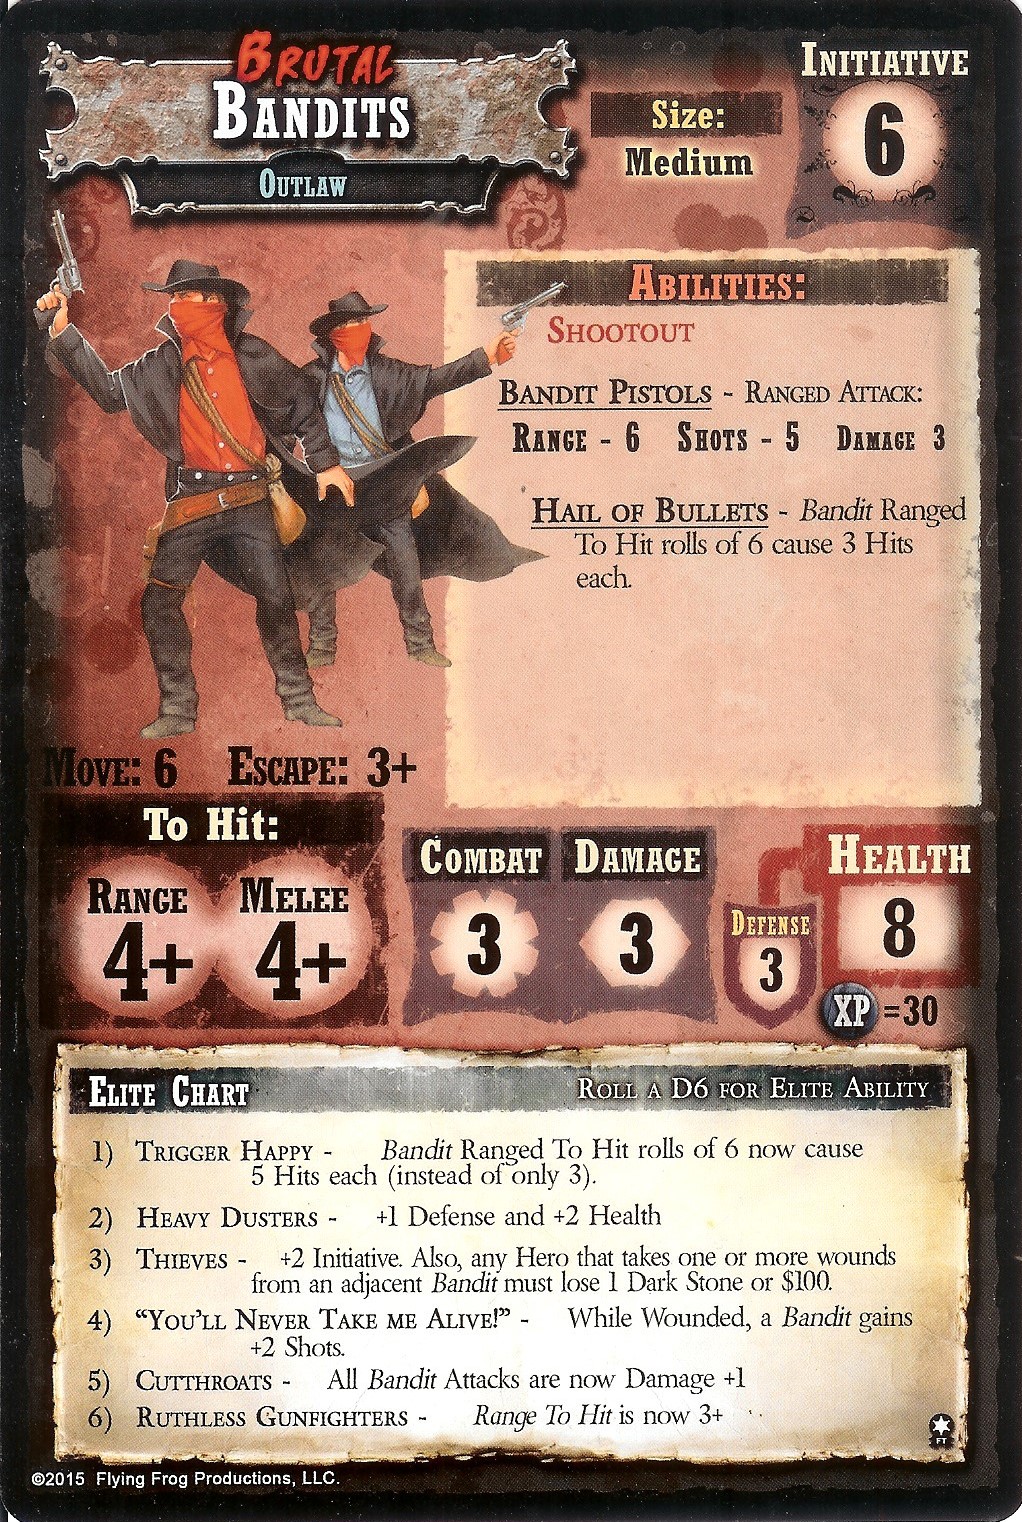 Brutal
Bandits
Outlaw
Size:
Medium
Initiative
6
Abilities:
Shootout
Bandit Pistols - Ranged Attack:
Range - 6 Shots - 5 Damage 3
Hail of Bullets - Bandit Ranged
To Hit rolls of 6 cause 3 Hits
each.
Move: 6 Escape: 3+
To Hit:
Range Melee
4+ 4+
Combat
3
Damage
3
Defense
3
Health
8
XP =30
Elite Chart Roll a D6 for Elite Ability
1) Trigger Happy - Bandit Ranged To Hit rolls of 6 now cause
5 Hits each (instead of only 3).
2) Heavy Dusters - +1 Defense and +2 Health
3) Thieves - +2 Initiative. Also, any Hero that takes one or more wounds
from an adjacent Bandit must lose 1 Dark Stone or $100.
4) “You’ll Never Take me Alive!” - While Wounded, a Bandit gains
+2 Shots.
5) Cutthroats - All Bandit Attacks are now Damage +1
6) Ruthless Gunfighters - Range To Hit is now 3+
FT
©2015 Flying Frog Productions, LLC.